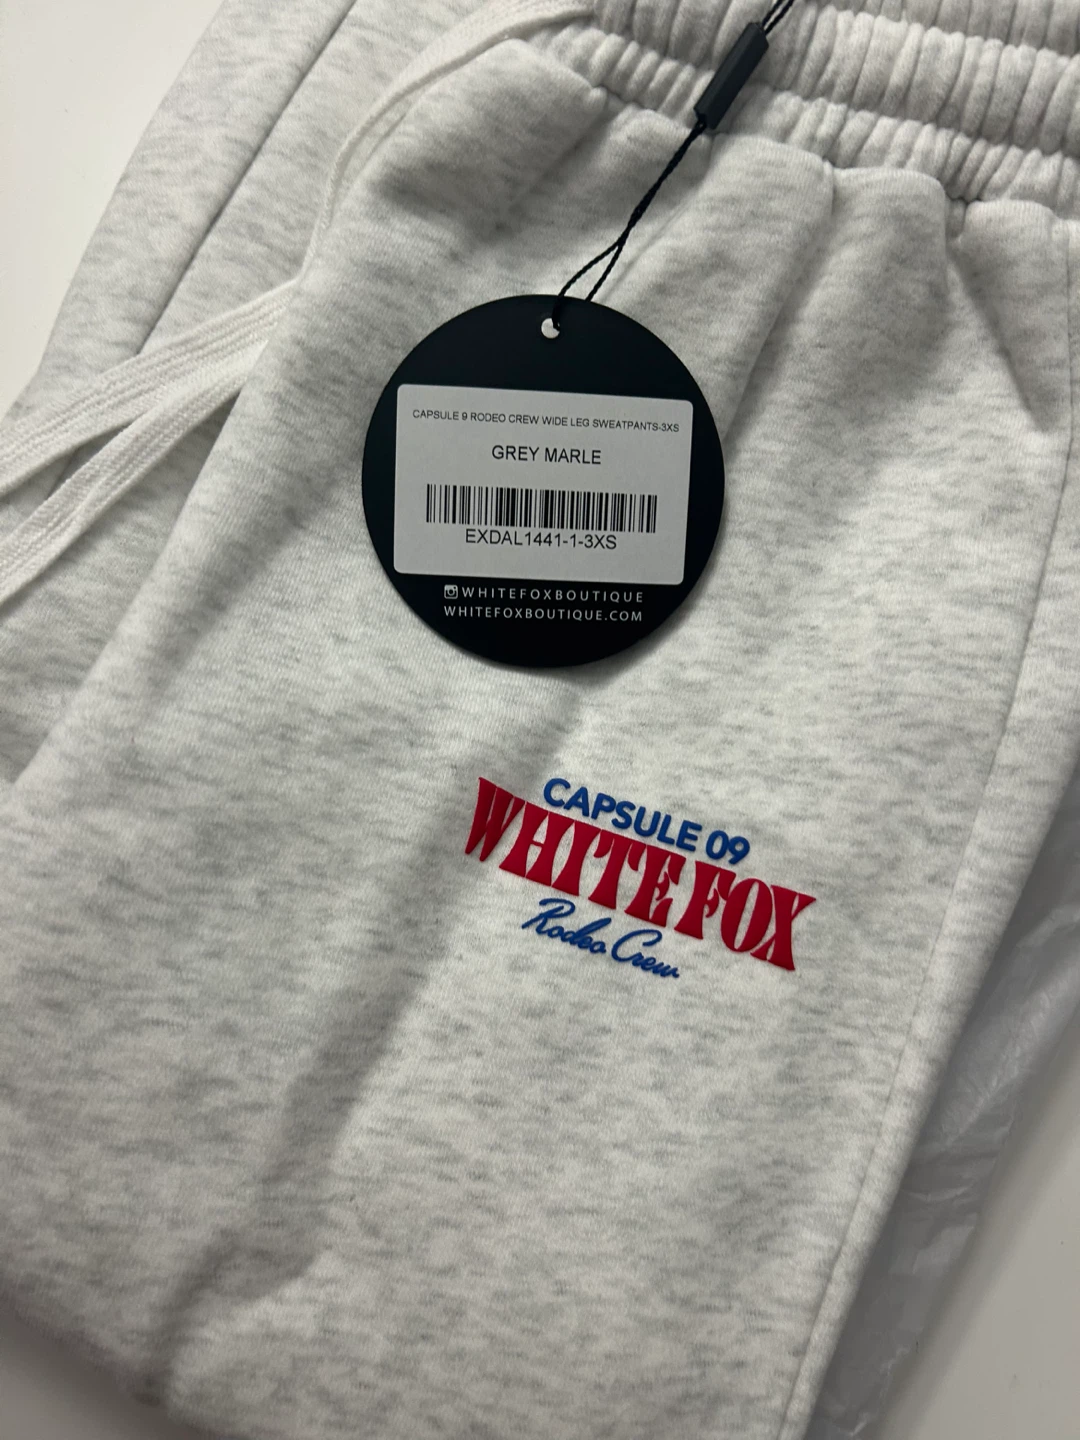 CAPSULE 9 RODEO CREW WIDE LEG SWEATPANTS-3XS
GREY MARLE
EXDAL1441-1-3XS
WHITEFOXBOUTIQUE
WHITEFOXBOUTIQUE.COM
CAPSULE 09
WHITE FOX
Rodeo Crew